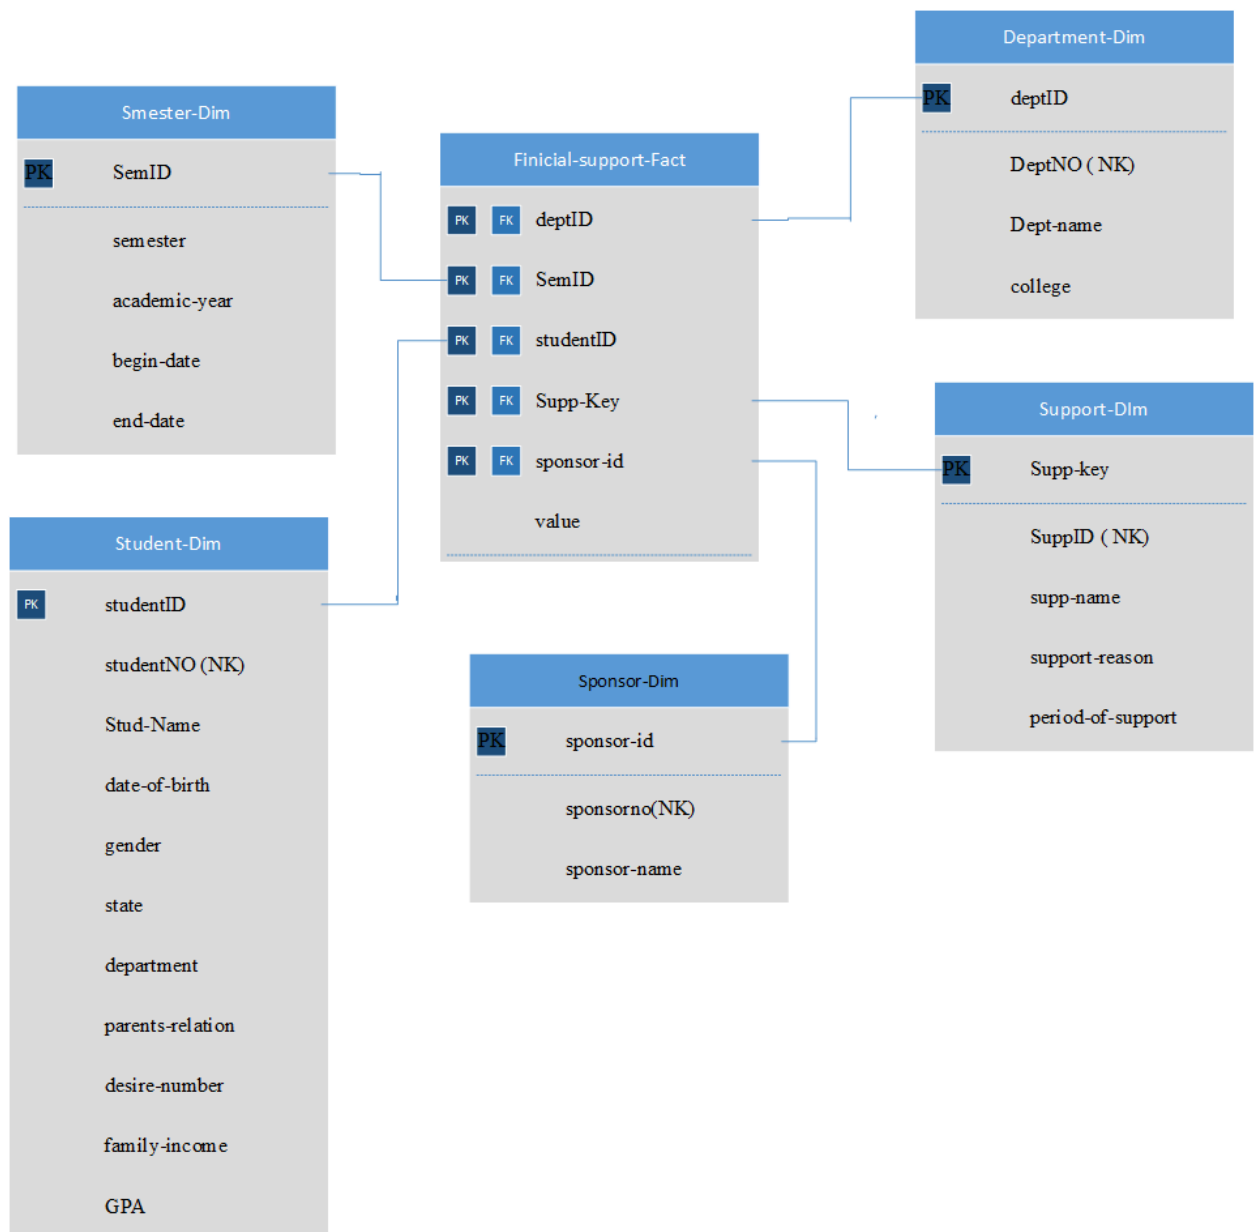 Smester-Dim
PK SemID
semester
academic-year
begin-date
end-date
Student-Dim
PK studentID
studentNO (NK)
Stud-Name
date-of-birth
gender
state
department
parents-relation
desire-number
family-income
GPA
Finicial-support-Fact
PK FK deptID
PK FK SemID
PK FK studentID
PK FK Supp-Key
PK FK sponsor-id
value
Sponsor-Dim
PK sponsor-id
sponsorno(NK)
sponsor-name
Department-Dim
PK deptID
DeptNO ( NK)
Dept-name
college
Support-DIm
PK Supp-key
SuppID ( NK)
supp-name
support-reason
period-of-support